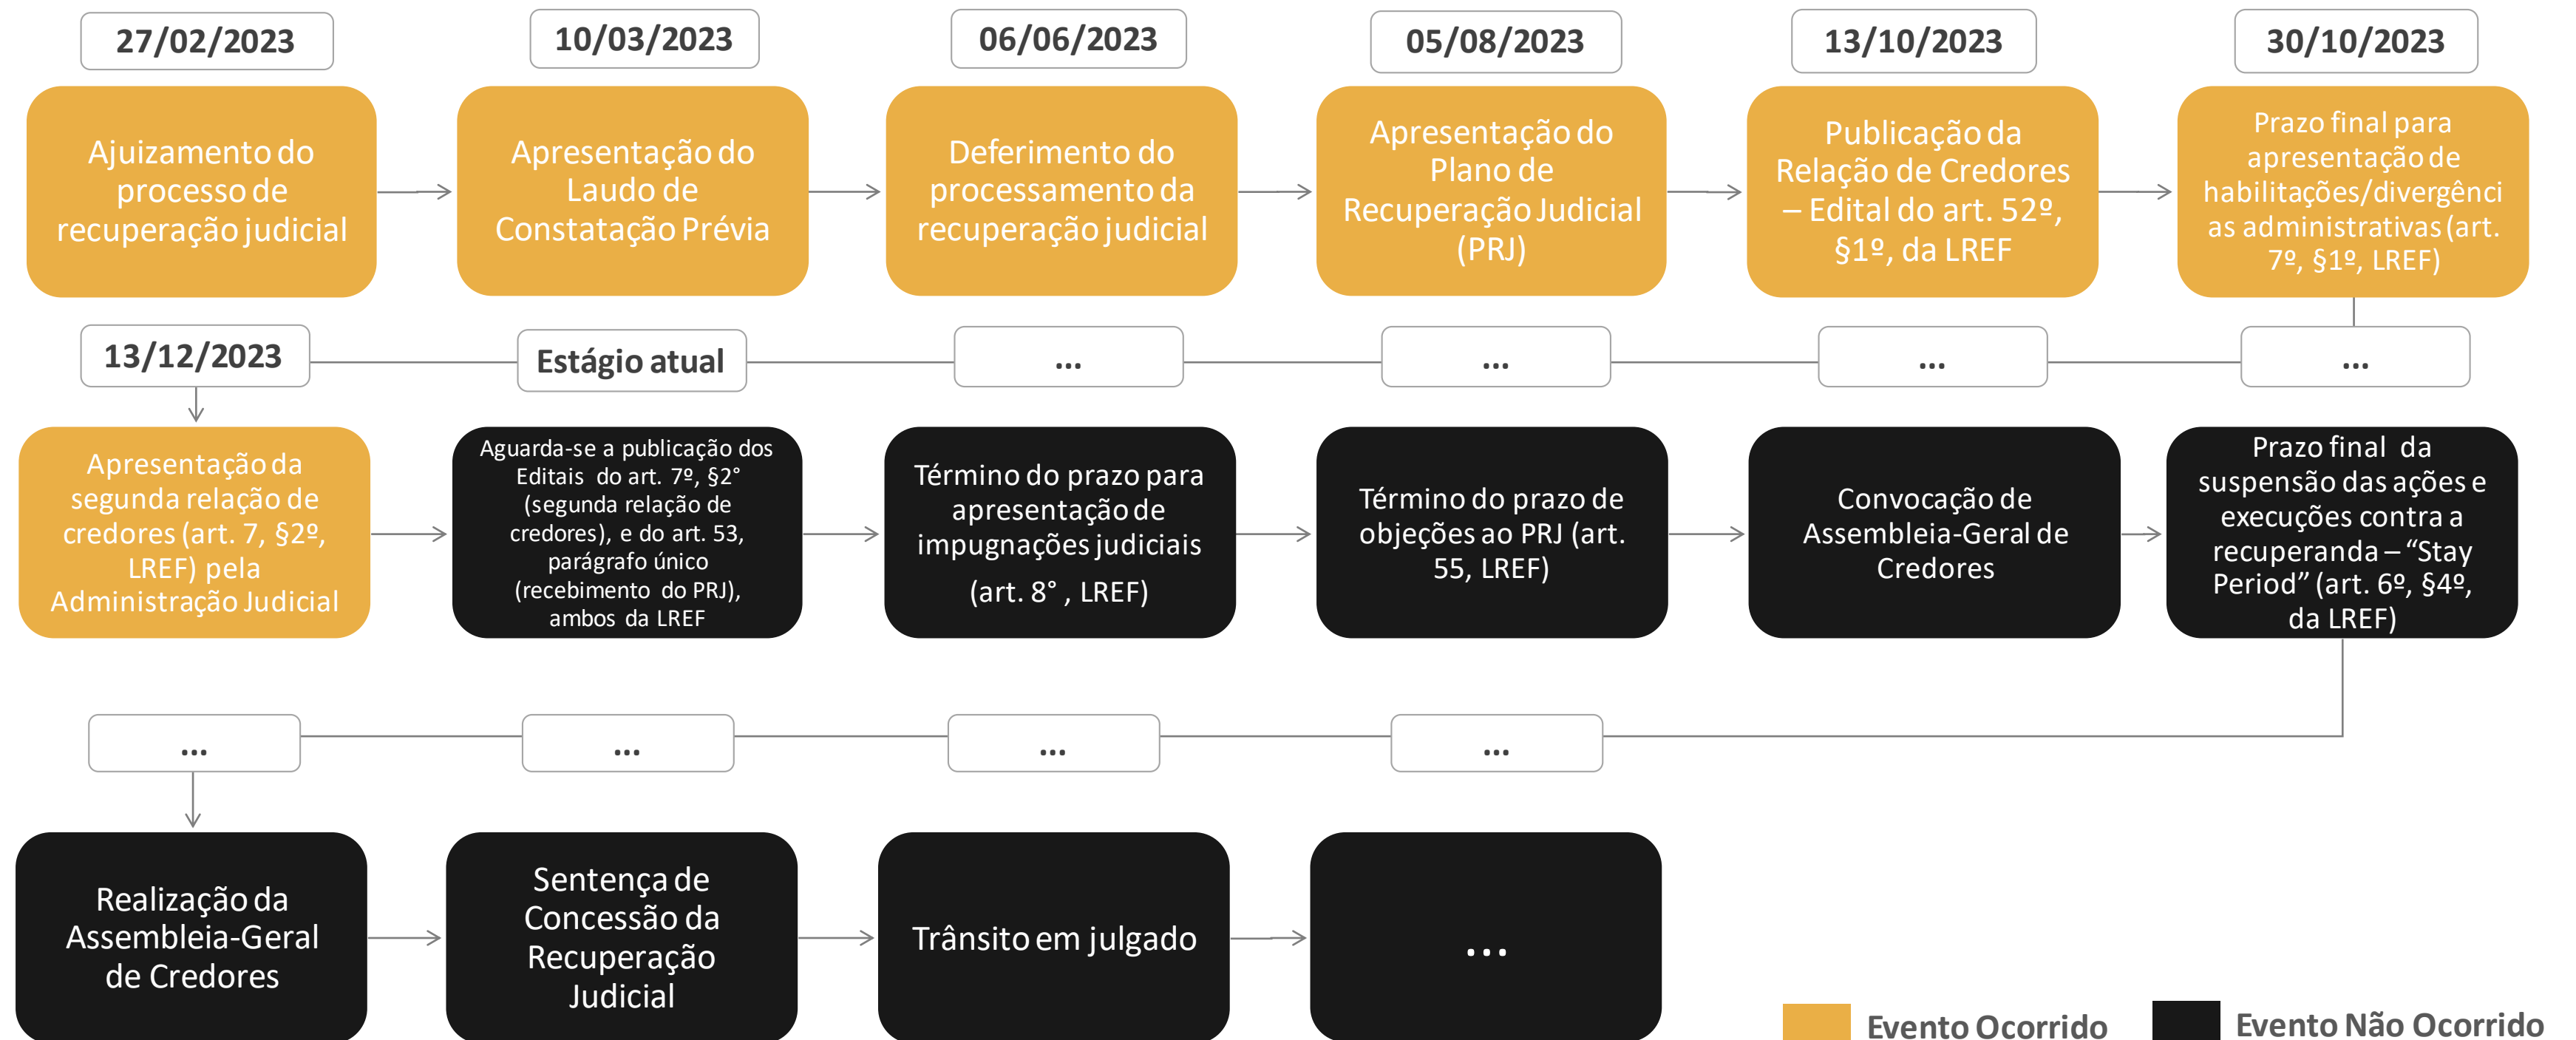 27/02/2023
10/03/2023
06/06/2023
05/08/2023
13/10/2023
30/10/2023
Ajuizamento do
processo de
recuperação judicial
Apresentação do
Laudo de
Constatação Prévia
Deferimento do
processamento da
recuperação judicial
Apresentação do
Plano de
Recuperação Judicial
(PRJ)
Publicação da
Relação de Credores
– Edital do art. 52º,
§1º, da LREF
Prazo final para
apresentação de
habilitações/divergênci
as administrativas (art.
7º, §1º, LREF)
13/12/2023
Estágio atual
...
...
...
...
Apresentação da
segunda relação de
credores (art. 7, §2º,
LREF) pela
Administração Judicial
Aguarda-se a publicação dos
Editais do art. 7º, §2°
(segunda relação de
credores), e do art. 53,
parágrafo único
(recebimento do PRJ),
ambos da LREF
Término do prazo para
apresentação de
impugnações judiciais
(art. 8° , LREF)
Término do prazo de
objeções ao PRJ (art.
55, LREF)
Convocação de
Assembleia-Geral de
Credores
Prazo final da
suspensão das ações e
execuções contra a
recuperanda – “Stay
Period” (art. 6º, §4º,
da LREF)
...
...
...
...
Realização da
Assembleia-Geral
de Credores
Sentença de
Concessão da
Recuperação
Judicial
Trânsito em julgado
...
Evento Ocorrido
Evento Não Ocorrido